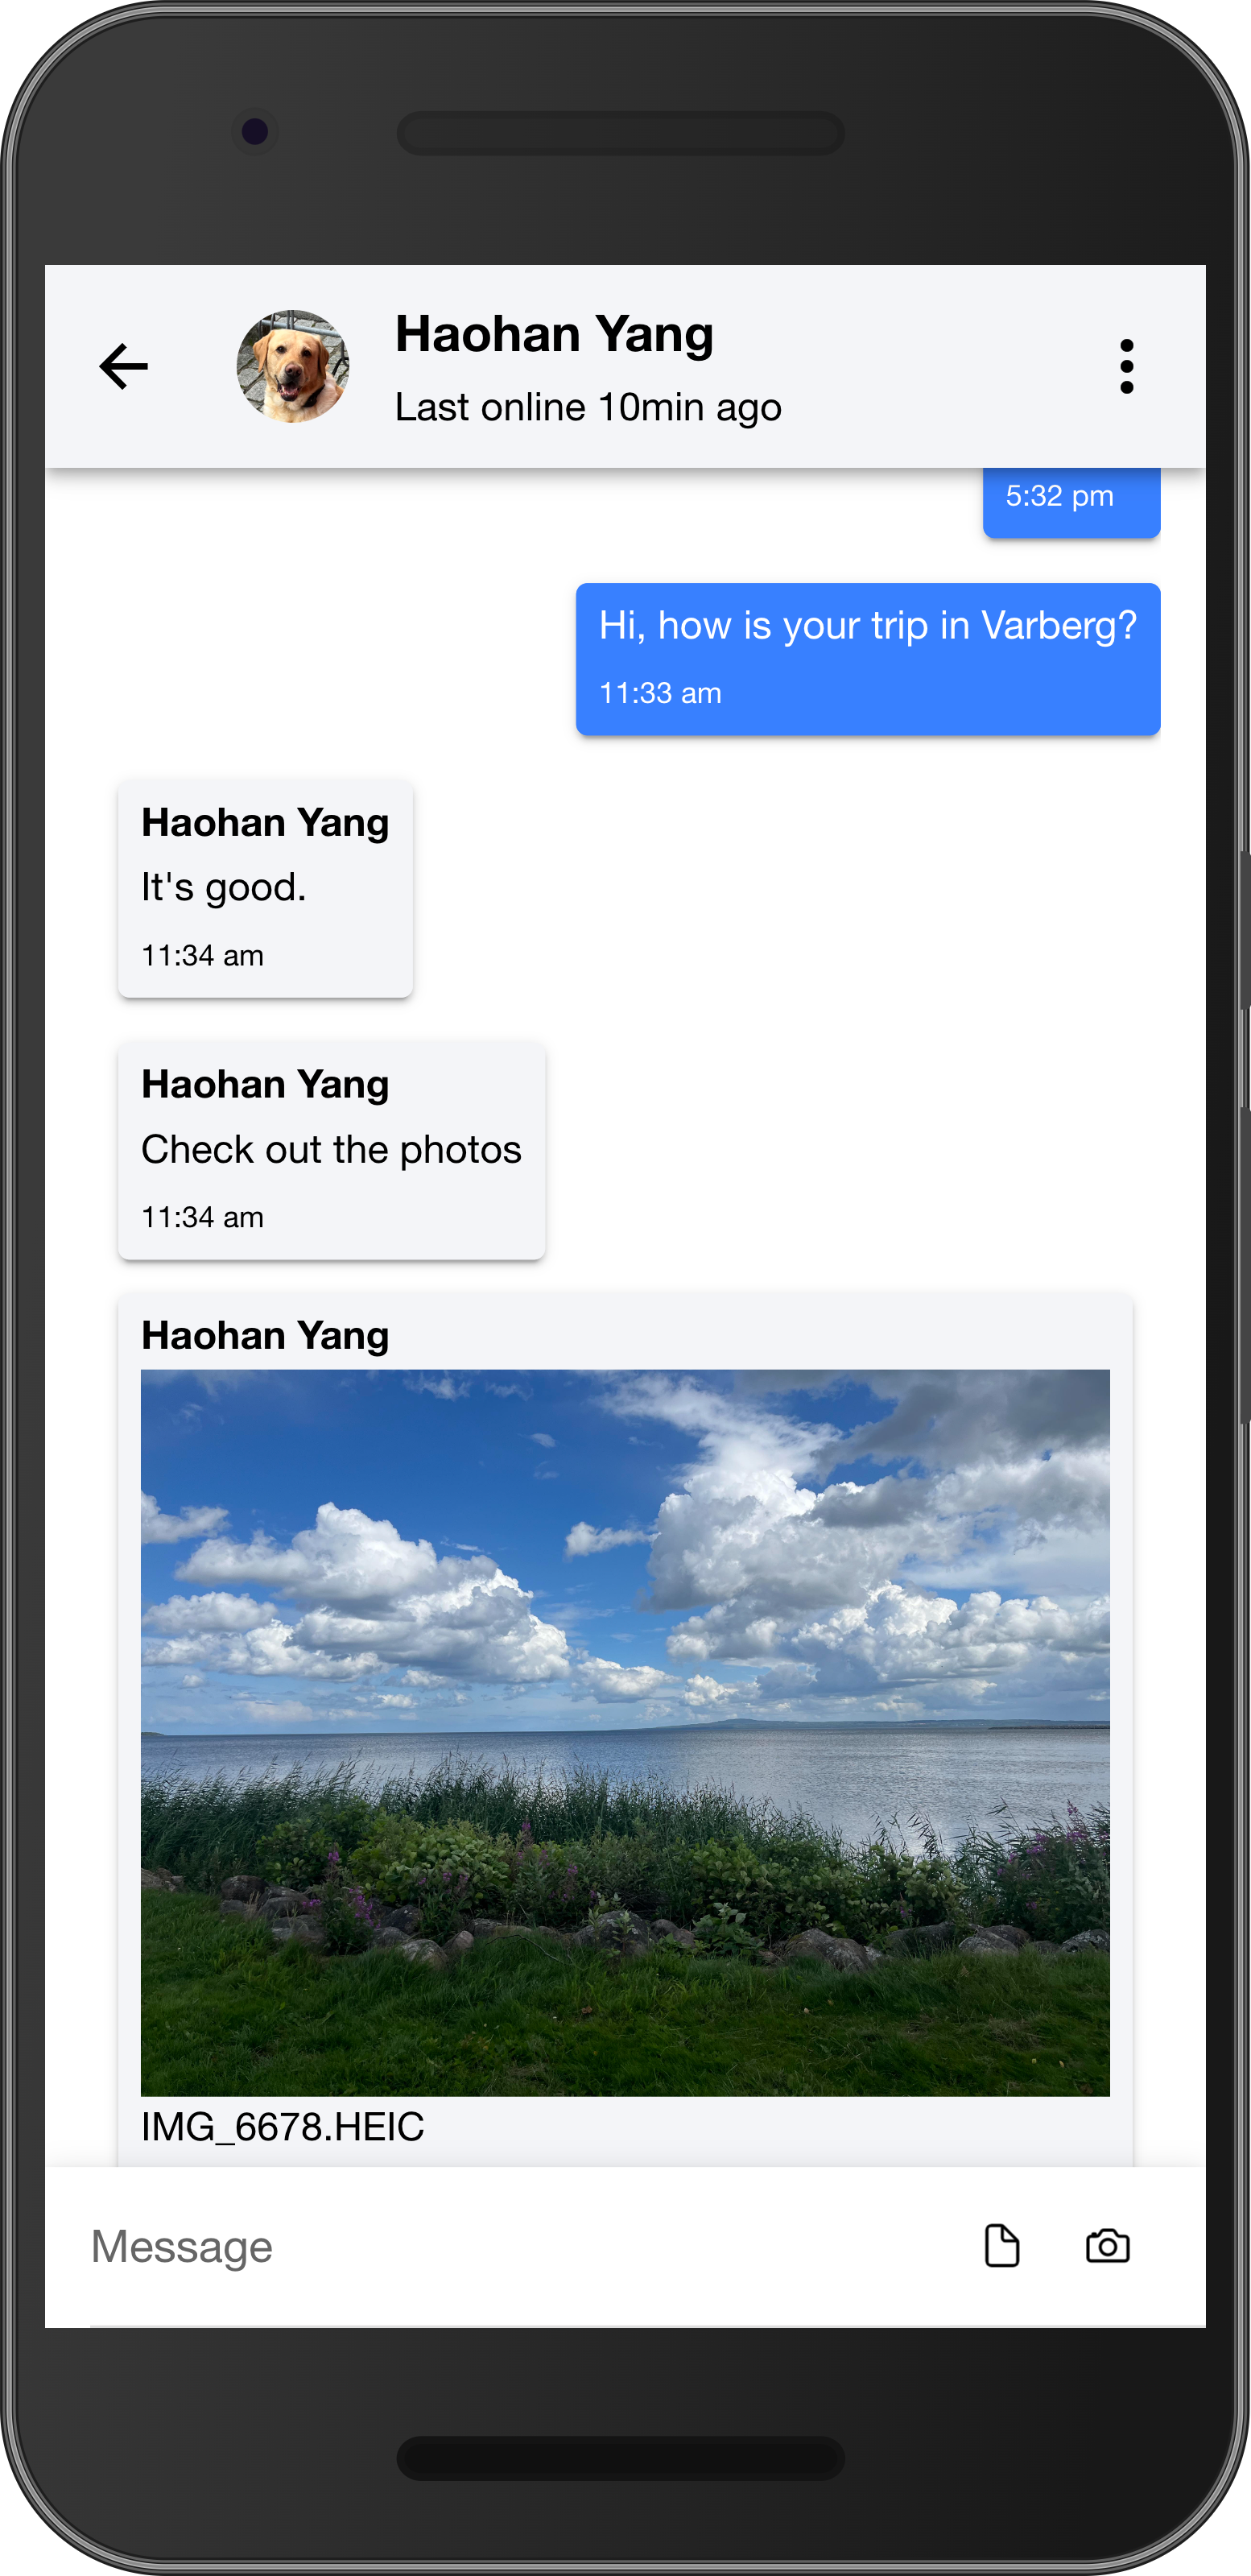 Haohan Yang
Last online 10min ago
5:32 pm
Hi, how is your trip in Varberg?
11:33 am
Haohan Yang
It's good.
11:34 am
Haohan Yang
Check out the photos
11:34 am
Haohan Yang
IMG_6678.HEIC
Message